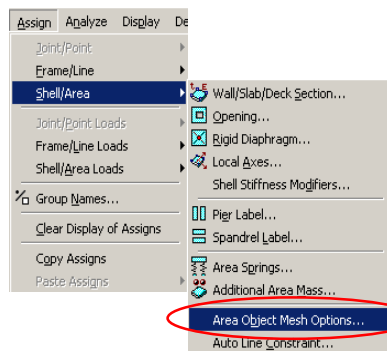 Assign Analyze Display De
Joint/Point
Frame/Line
Shell/Area
Joint/Point Loads
Frame/Line Loads
Shell/Area Loads
Group Names...
Clear Display of Assigns
Copy Assigns
Paste Assigns
Wall/Slab/Deck Section...
Opening...
Rigid Diaphragm...
Local Axes...
Shell Stiffness Modifiers...
Pier Label...
Spandrel Label...
Area Springs...
Additional Area Mass...
Area Object Mesh Options...
Auto Line Constraint...